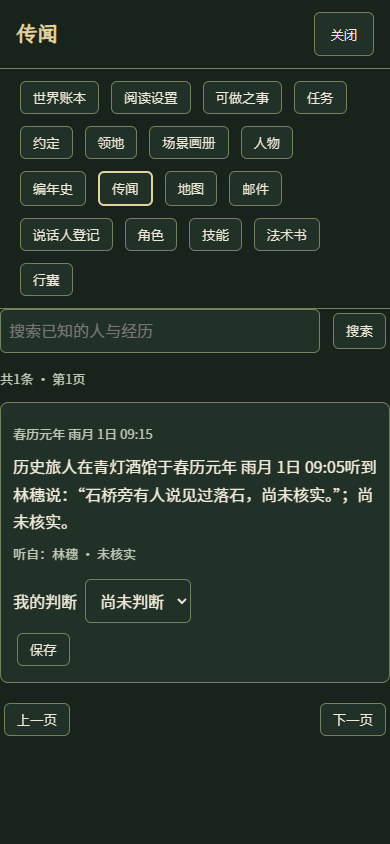 传闻
关闭
世界账本 阅读设置 可做之事 任务
约定 领地 场景画册 人物
编年史 传闻 地图 邮件
说话人登记 角色 技能 法术书
行囊
搜索已知的人与经历 搜索
共1条 · 第1页
春历元年 雨月 1日 09:15
历史旅人在青灯酒馆于春历元年 雨月 1日 09:05听到
林穗说：“石桥旁有人说见过落石，尚未核实。”；尚
未核实。
听自：林穗 · 未核实
我的判断 尚未判断
保存
上一页 下一页